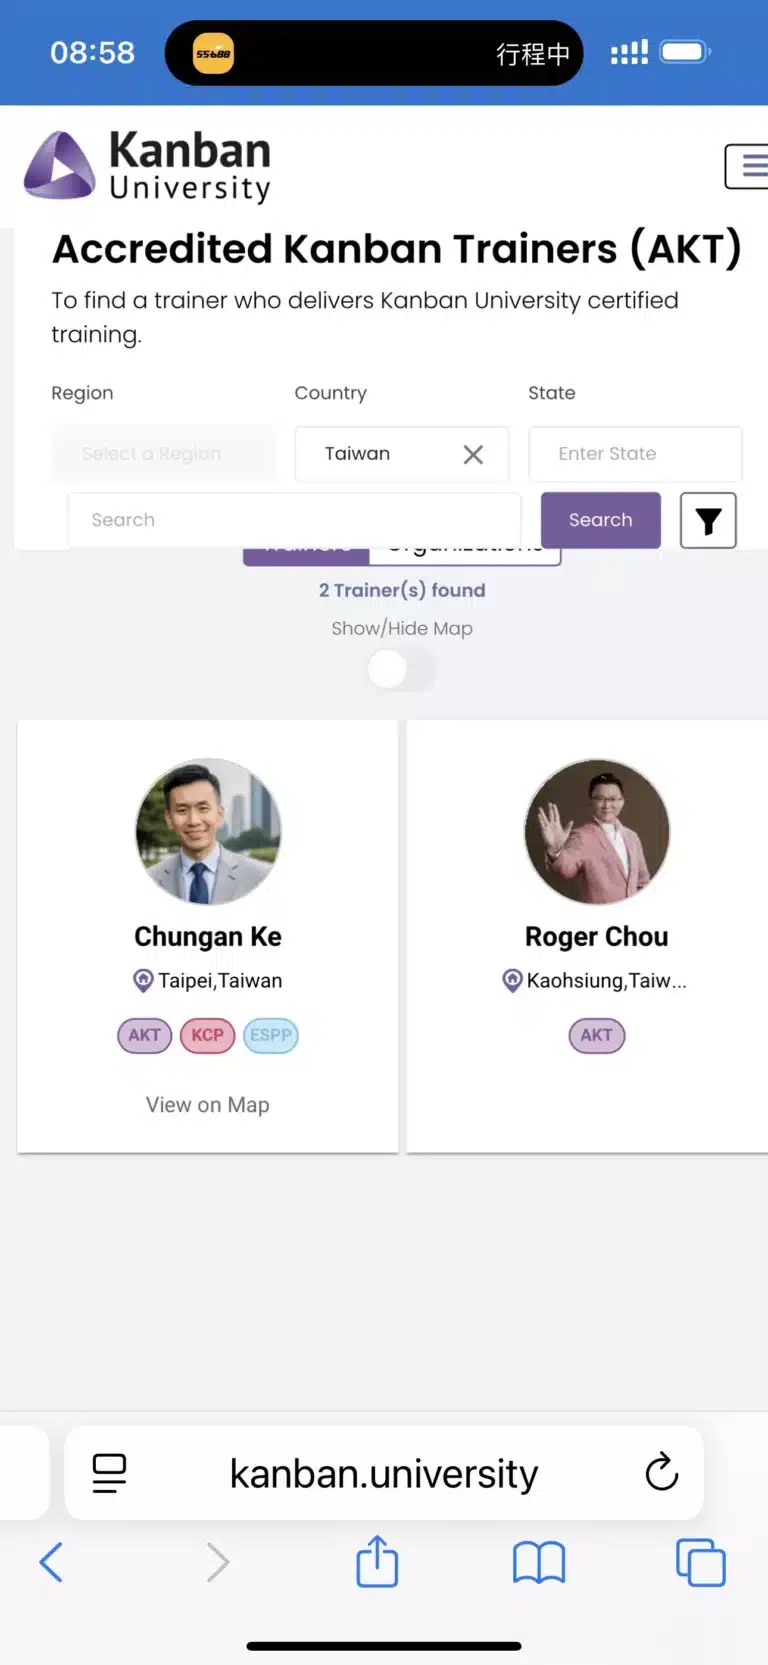 08:58
55688
行程中
Kanban
University
Accredited Kanban Trainers (AKT)
To find a trainer who delivers Kanban University certified
training.
Region
Country
State
Select a Region
Taiwan
Enter State
Search
Search
Trainers
Organizations
2 Trainer(s) found
Show/Hide Map
Chungan Ke
Taipei,Taiwan
AKT
KCP
ESPP
View on Map
Roger Chou
Kaohsiung,Taiw...
AKT
kanban.university